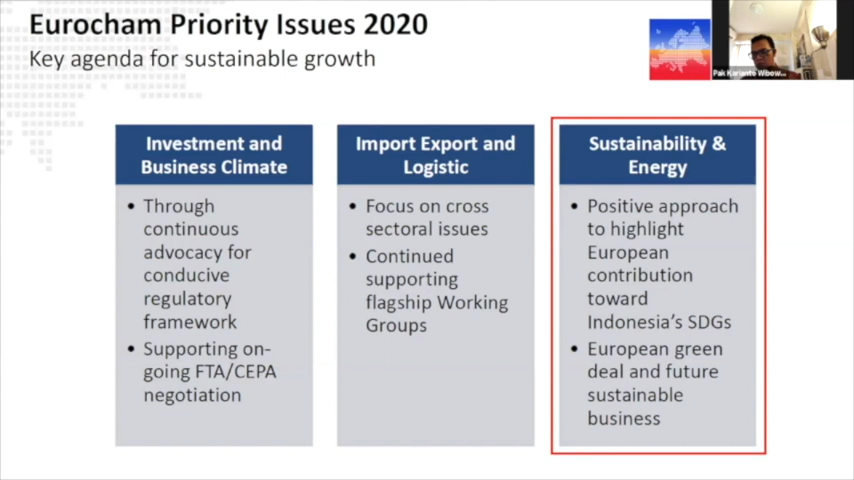 Eurocham Priority Issues 2020
Key agenda for sustainable growth
Pak Karianto Wibow...
Investment and
Business Climate
• Through
continuous
advocacy for
conducive
regulatory
framework
• Supporting on-
going FTA/CEPA
negotiation
Import Export and
Logistic
• Focus on cross
sectoral issues
• Continued
supporting
flagship Working
Groups
Sustainability &
Energy
• Positive approach
to highlight
European
contribution
toward
Indonesia's SDGs
• European green
deal and future
sustainable
business